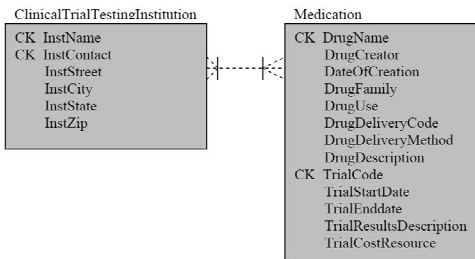 ClinicalTrialTestingInstitution
CK InstName
CK InstContact
InstStreet
InstCity
InstState
InstZip
Medication
CK DrugName
DrugCreator
DateOfCreation
DrugFamily
DrugUse
DrugDeliveryCode
DrugDeliveryMethod
DrugDescription
CK TrialCode
TrialStartDate
TrialEnddate
TrialResultsDescription
TrialCostResource